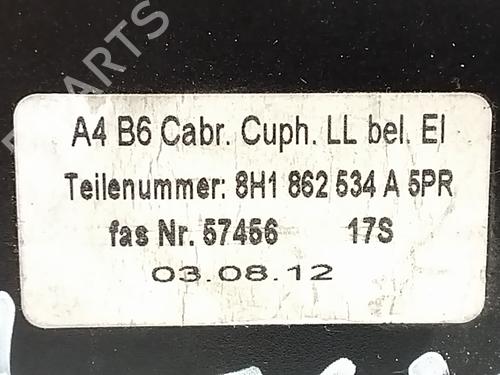 PARTS
A4 B6 Cabr. Cuph. LL bel. El
Teilenummer: 8H1 862 534 A 5PR
fas Nr. 57456 17S
03.08.12